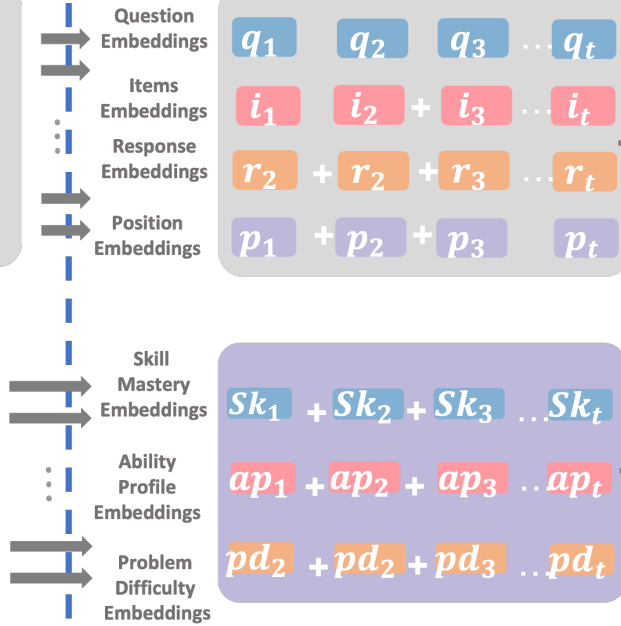 Question
Embeddings
q₁ q₂ q₃ ... qₜ
Items
Embeddings
i₁ i₂ + i₃ ... iₜ
Response
Embeddings
r₂ + r₂ + r₃ ... rₜ
Position
Embeddings
p₁ + p₂ + p₃ pₜ
Skill
Mastery
Embeddings
Sk₁ + Sk₂ + Sk₃ ... Skₜ
Ability
Profile
Embeddings
ap₁ + ap₂ + ap₃ ... apₜ
Problem
Difficulty
Embeddings
pd₂ + pd₂ + pd₃ ... pdₜ